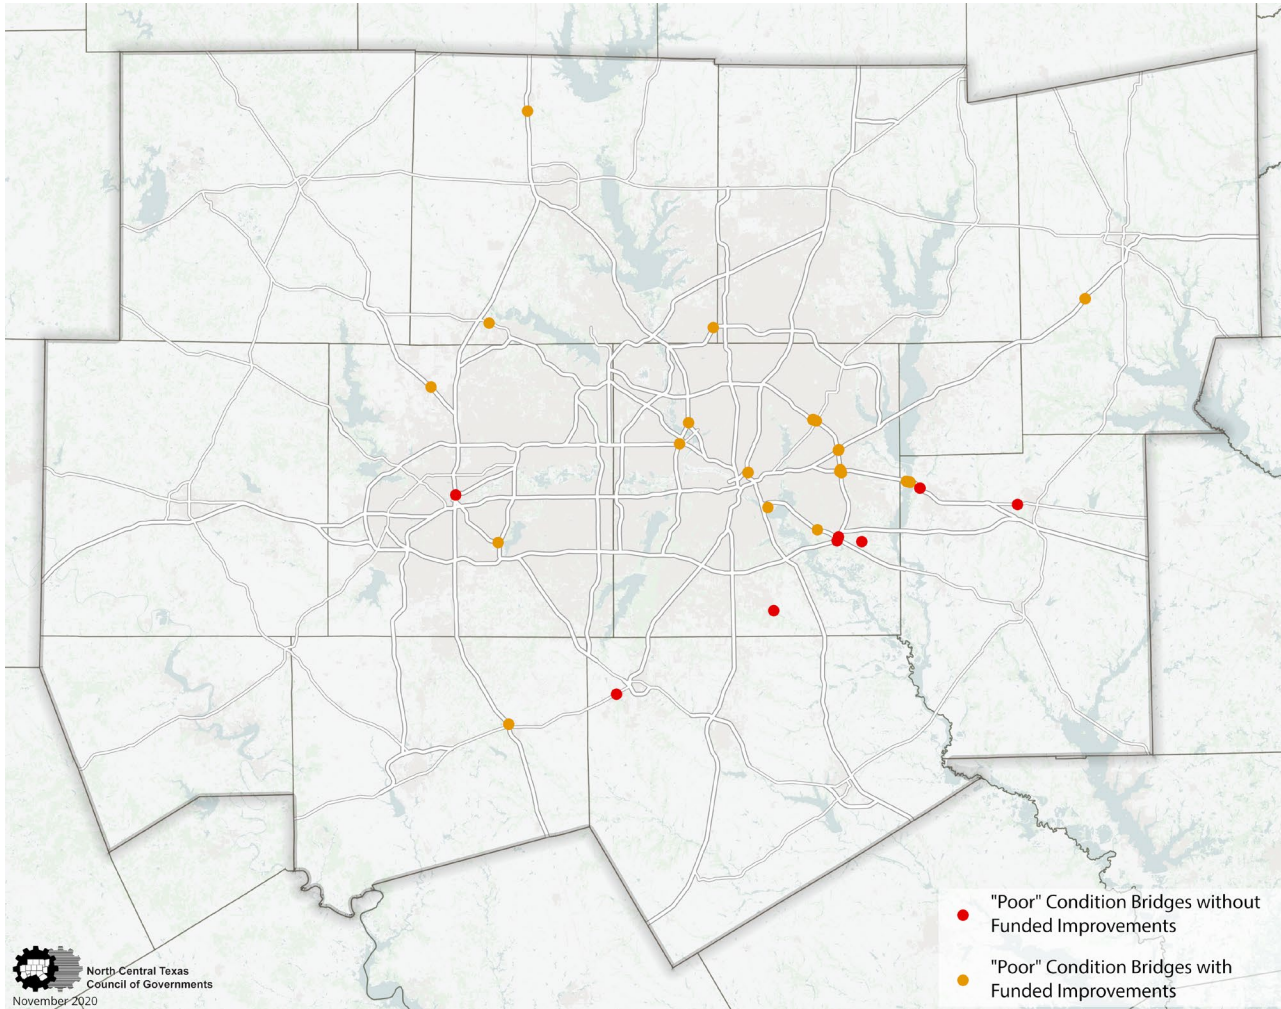 "Poor" Condition Bridges without
Funded Improvements
"Poor" Condition Bridges with
Funded Improvements
North Central Texas
Council of Governments
November 2020